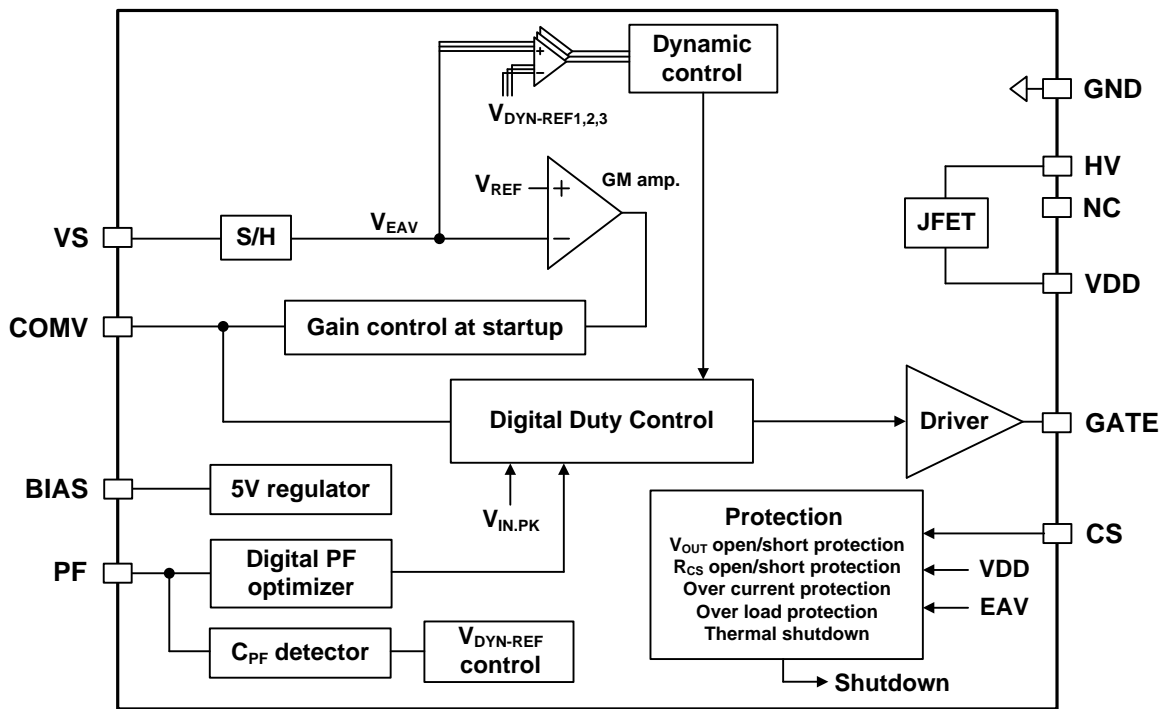 Dynamic
control
+
−
V_DYN-REF1,2,3
GND
HV
NC
JFET
VDD
V_REF
+
GM amp.
−
VS
S/H
V_EAV
COMV
Gain control at startup
Digital Duty Control
Driver
GATE
BIAS
5V regulator
V_IN.PK
PF
Digital PF
optimizer
C_PF detector
V_DYN-REF
control
Protection
V_OUT open/short protection
R_CS open/short protection
Over current protection
Over load protection
Thermal shutdown
CS
VDD
EAV
Shutdown